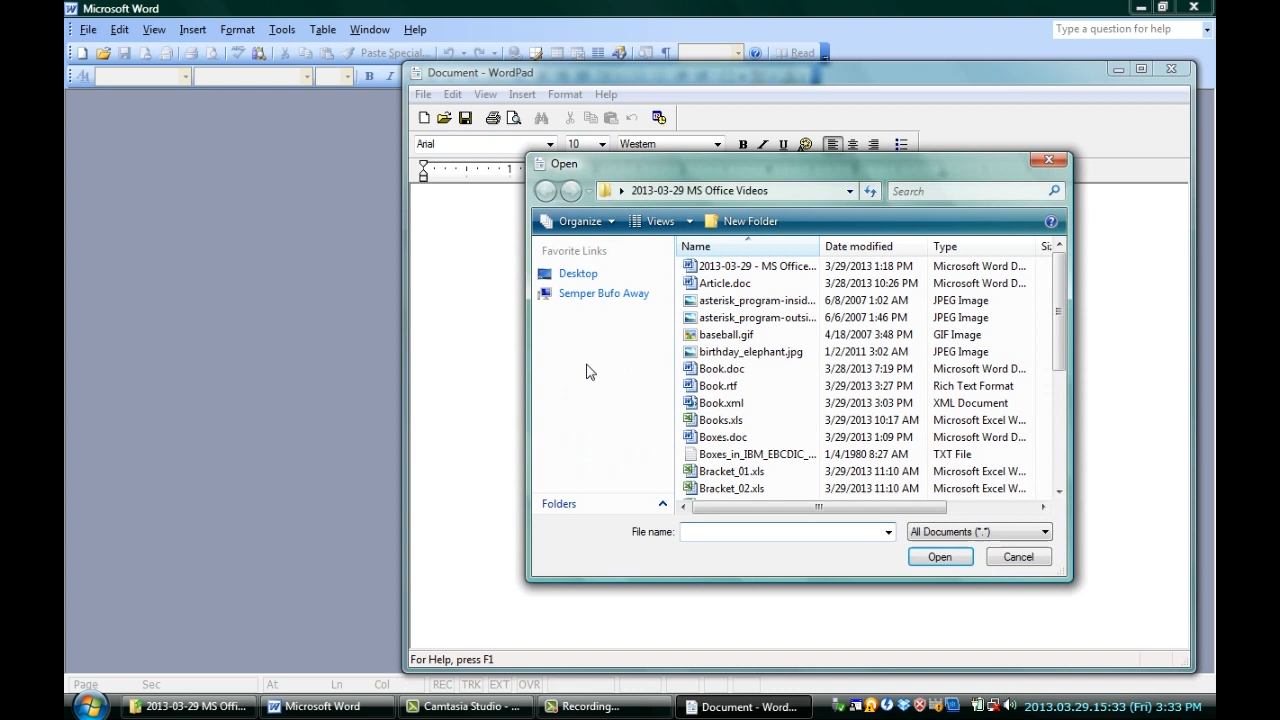 Microsoft Word
File Edit View Insert Format Tools Table Window Help
Type a question for help
Paste Special... Read
B I
Document - WordPad
File Edit View Insert Format Help
Arial 10 Western B I U
1
Open
2013-03-29 MS Office Videos
Search
Organize Views New Folder
Favorite Links
Desktop
Semper Bufo Away
Folders
Name Date modified Type Si
2013-03-29 - MS Office... 3/29/2013 1:18 PM Microsoft Word D...
Article.doc 3/28/2013 10:26 PM Microsoft Word D...
asterisk_program-insid... 6/8/2007 1:02 AM JPEG Image
asterisk_program-outsi... 6/6/2007 1:46 PM JPEG Image
baseball.gif 4/18/2007 3:48 PM GIF Image
birthday_elephant.jpg 1/2/2011 3:02 AM JPEG Image
Book.doc 3/28/2013 7:19 PM Microsoft Word D...
Book.rtf 3/29/2013 3:27 PM Rich Text Format
Book.xml 3/29/2013 3:03 PM XML Document
Books.xls 3/29/2013 10:17 AM Microsoft Excel W...
Boxes.doc 3/29/2013 1:09 PM Microsoft Word D...
Boxes_in_IBM_EBCDIC_... 1/4/1980 8:27 AM TXT File
Bracket_01.xls 3/29/2013 11:10 AM Microsoft Excel W...
Bracket_02.xls 3/29/2013 11:10 AM Microsoft Excel W...
File name: All Documents (*.*)
Open Cancel
For Help, press F1
Page Sec At Ln Col REC TRK EXT OVR
2013-03-29 MS Offi... Microsoft Word Camtasia Studio - ... Recording... Document - Wor... 2013.03.29.15:33 (Fri) 3:33 PM